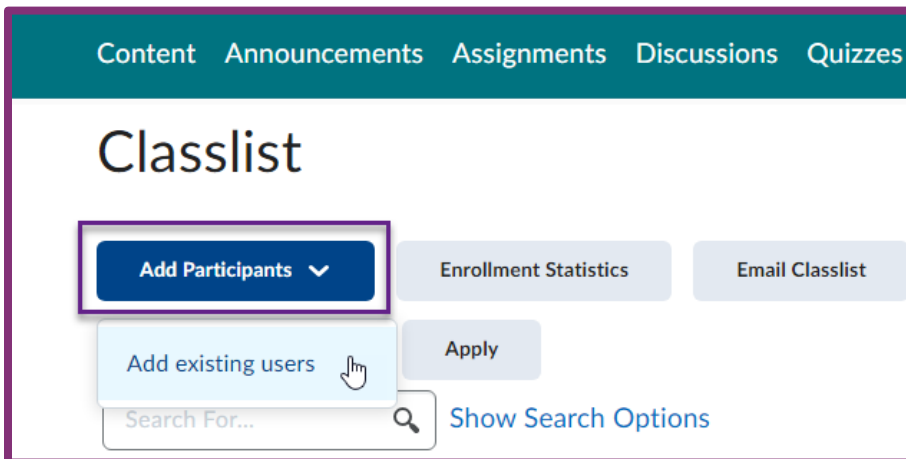 Content Announcements Assignments Discussions Quizzes
Classlist
Add Participants Enrollment Statistics Email Classlist
Add existing users Apply
Search For... Show Search Options